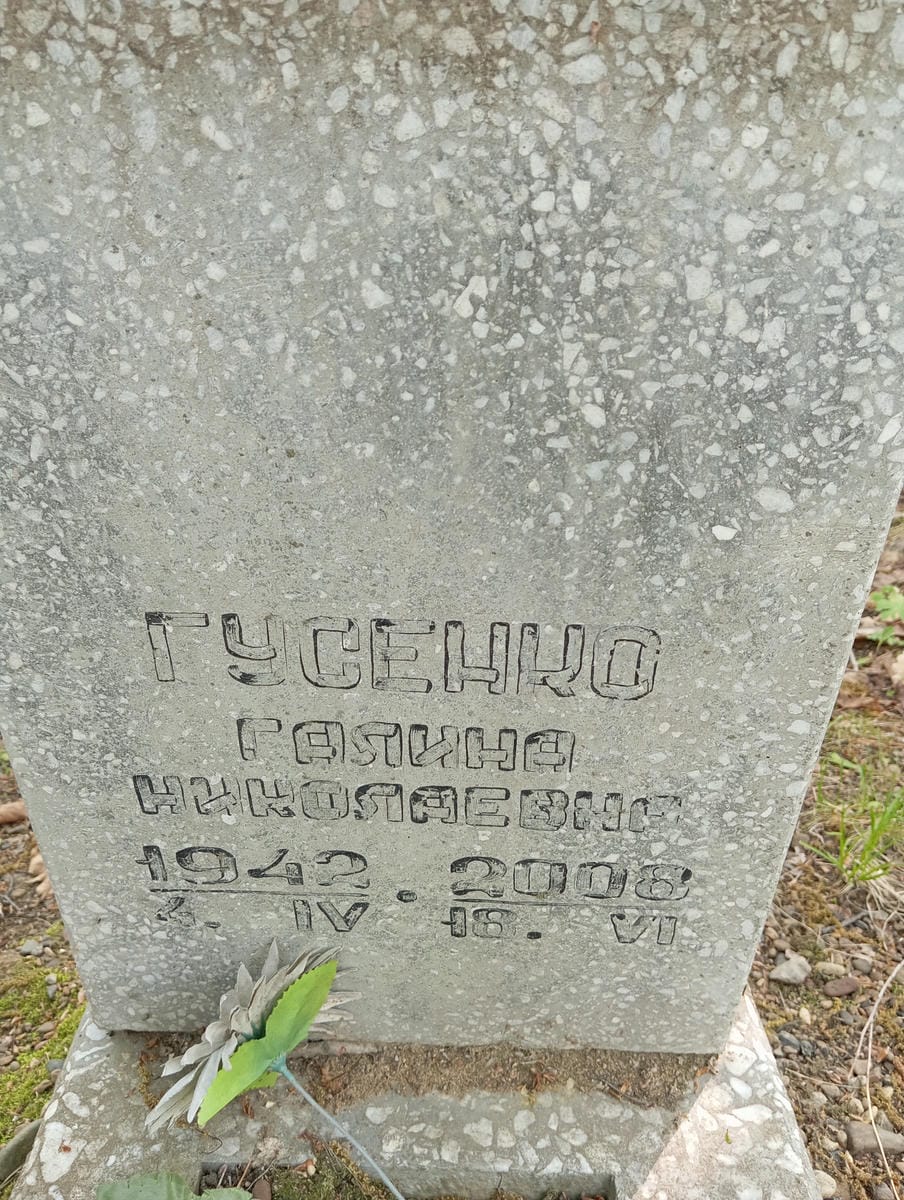 ГУСЕНКО
ГАЛИНА
НИКОЛАЕВНА
1942 . 2008
4. IV 18. VI